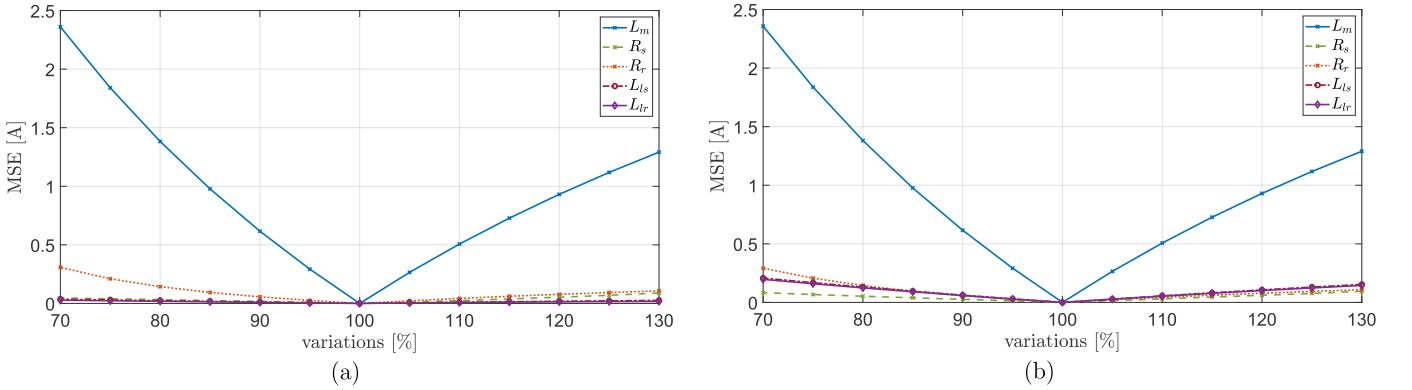 2.5
2
1.5
1
0.5
0
MSE [A]
70 80 90 100 110 120 130
variations [%]
L_m
R_s
R_r
L_ls
L_lr
(a)
2.5
2
1.5
1
0.5
0
MSE [A]
70 80 90 100 110 120 130
variations [%]
L_m
R_s
R_r
L_ls
L_lr
(b)